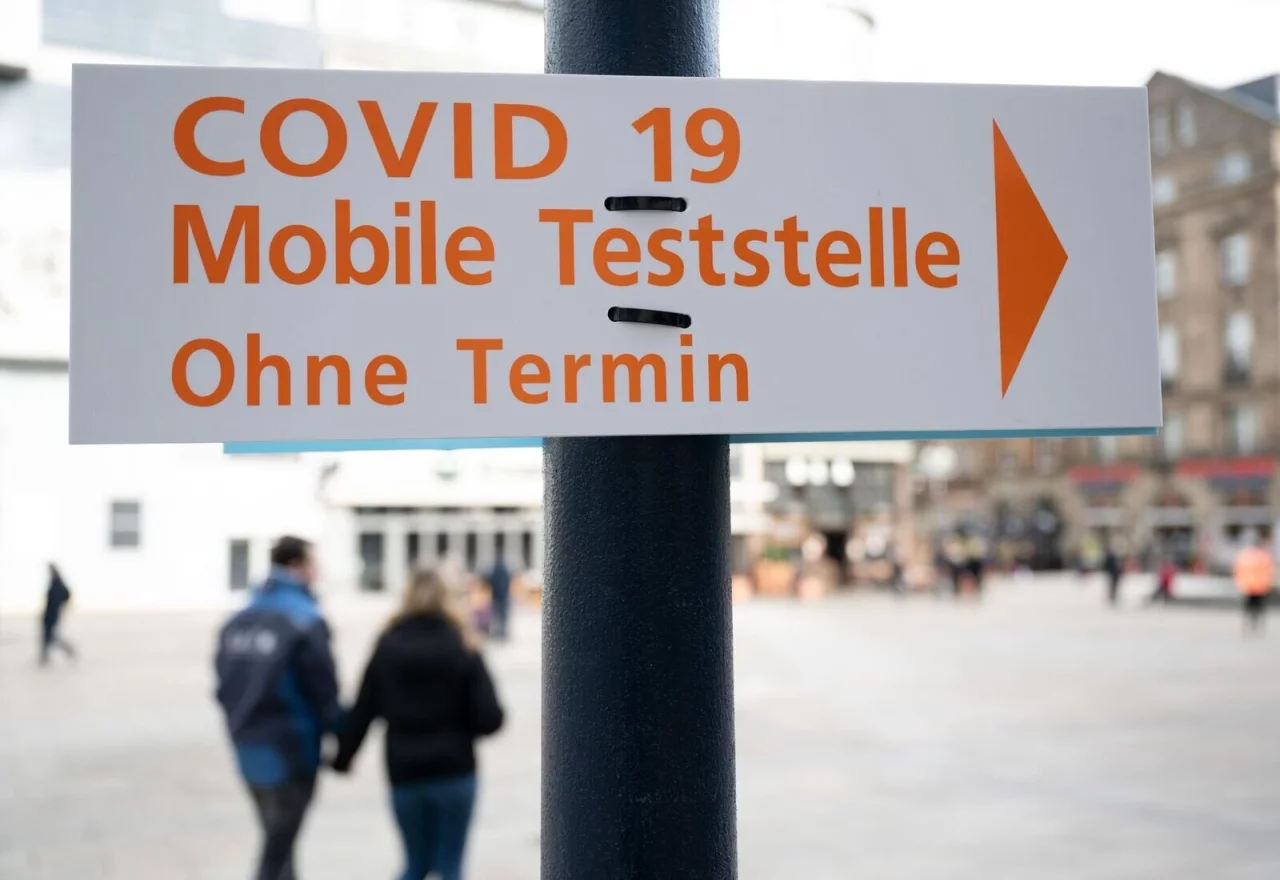 COVID 19
Mobile Teststelle
Ohne Termin